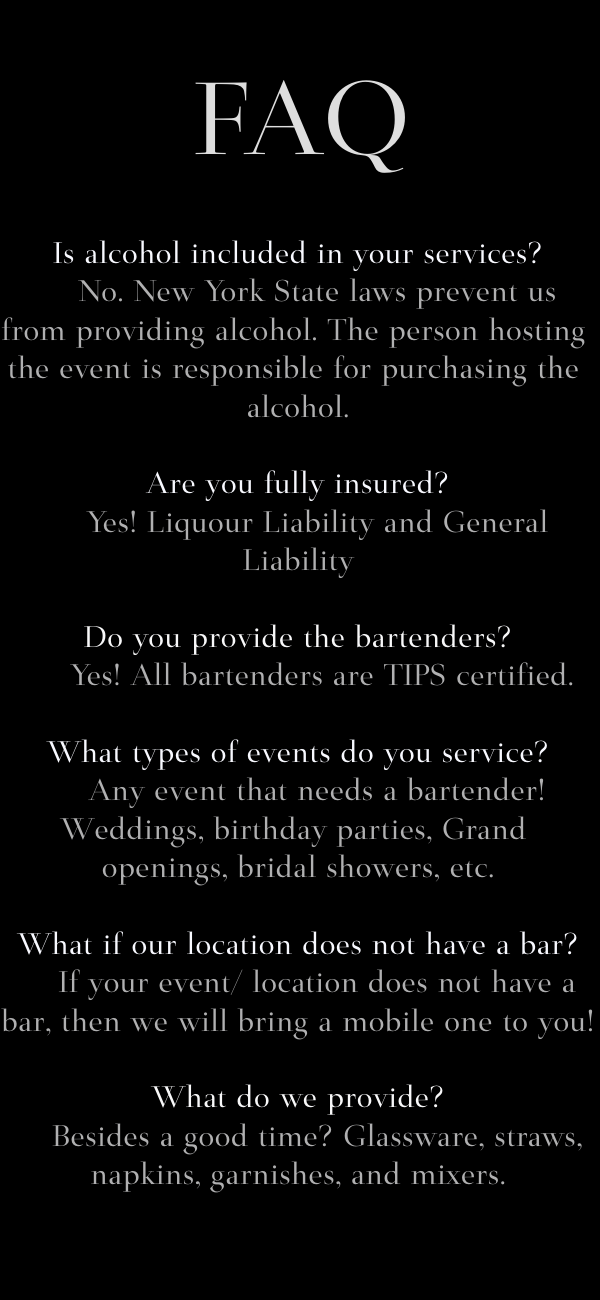 FAQ
Is alcohol included in your services?
No. New York State laws prevent us
from providing alcohol. The person hosting
the event is responsible for purchasing the
alcohol.
Are you fully insured?
Yes! Liquour Liability and General
Liability
Do you provide the bartenders?
Yes! All bartenders are TIPS certified.
What types of events do you service?
Any event that needs a bartender!
Weddings, birthday parties, Grand
openings, bridal showers, etc.
What if our location does not have a bar?
If your event/ location does not have a
bar, then we will bring a mobile one to you!
What do we provide?
Besides a good time? Glassware, straws,
napkins, garnishes, and mixers.